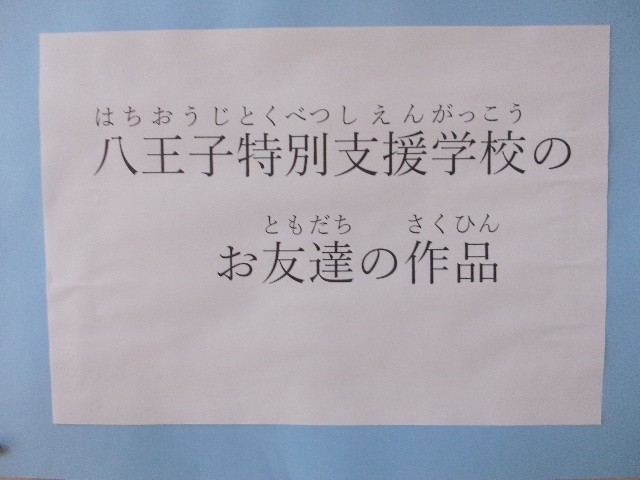 はちおうじとくべつしえんがっこう
八王子特別支援学校の
ともだち さくひん
お友達の作品